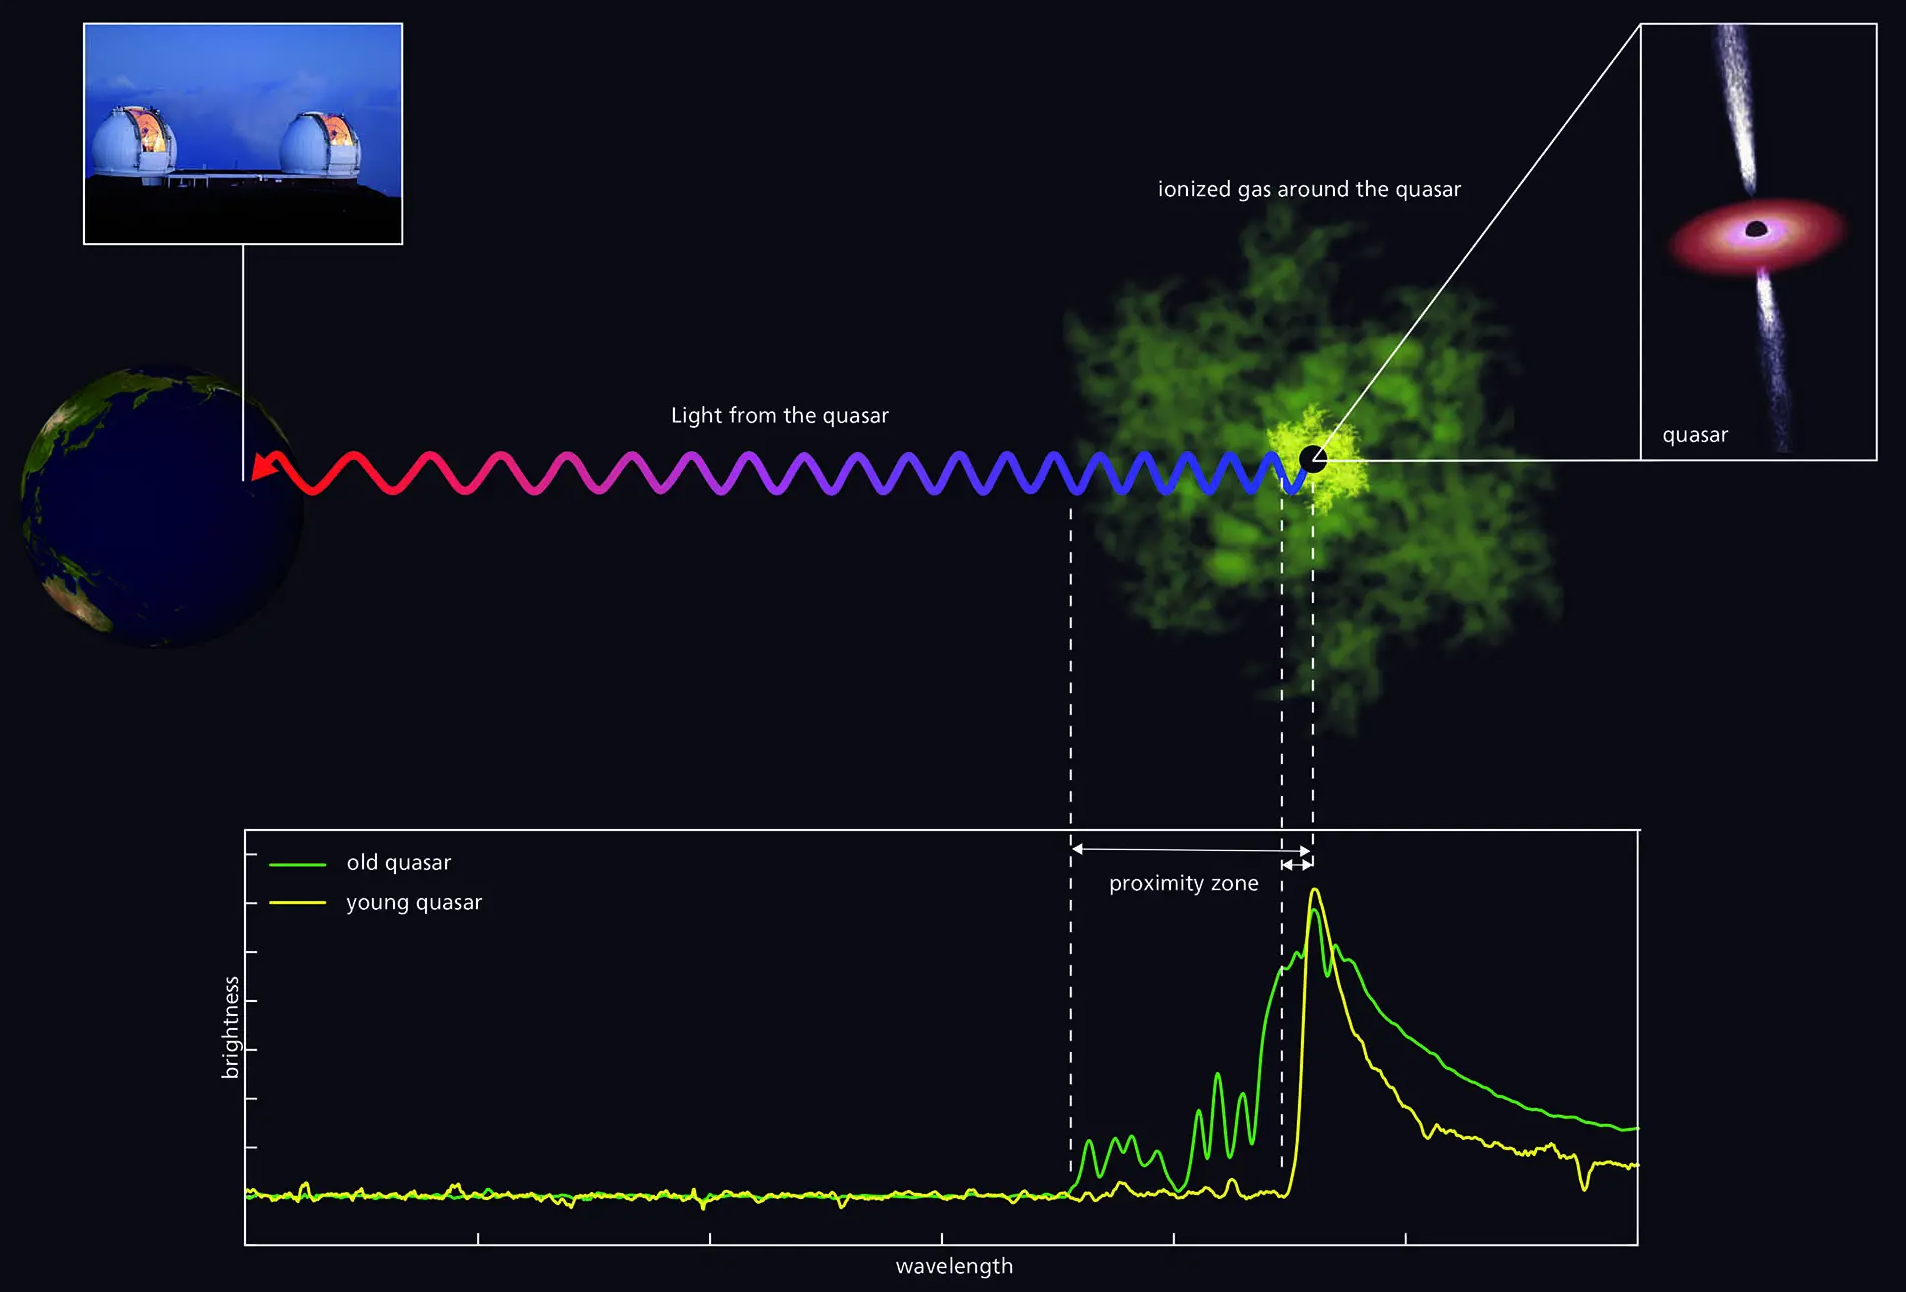 ionized gas around the quasar
Light from the quasar
quasar
old quasar
young quasar
proximity zone
brightness
wavelength